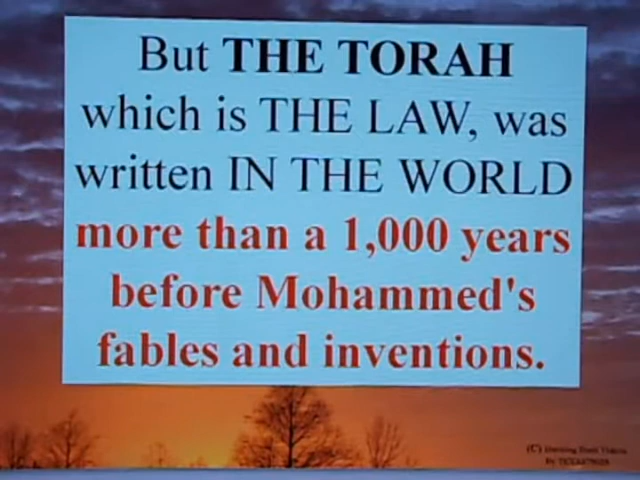 But THE TORAH
which is THE LAW, was
written IN THE WORLD
more than a 1,000 years
before Mohammed's
fables and inventions.
(C)
By